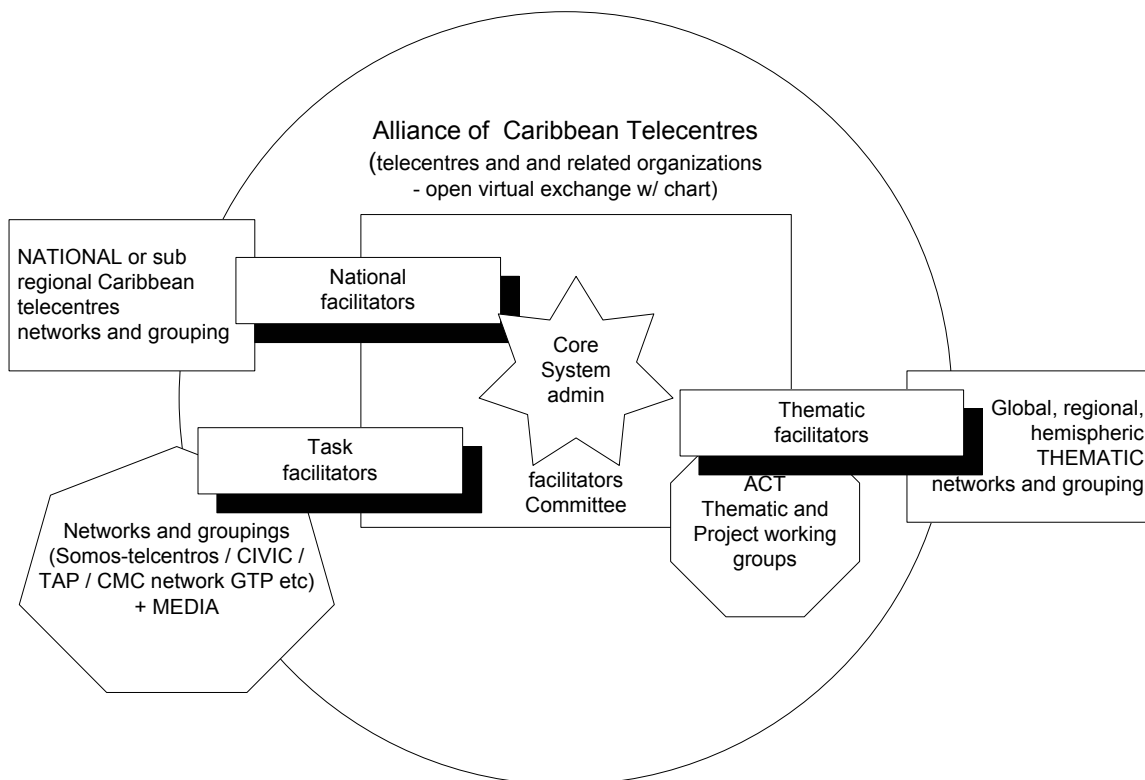 Alliance of  Caribbean Telecentres
(telecentres and and related organizations
- open virtual exchange w/ chart)
NATIONAL or sub
regional Caribbean
telecentres
networks and grouping
National
facilitators
Core
System
admin
Thematic
facilitators
Global, regional,
hemispheric
THEMATIC
networks and grouping
Task
facilitators
facilitators
Committee
ACT
Thematic and
Project working
groups
Networks and groupings
(Somos-telcentros / CIVIC /
TAP / CMC network GTP etc)
+ MEDIA